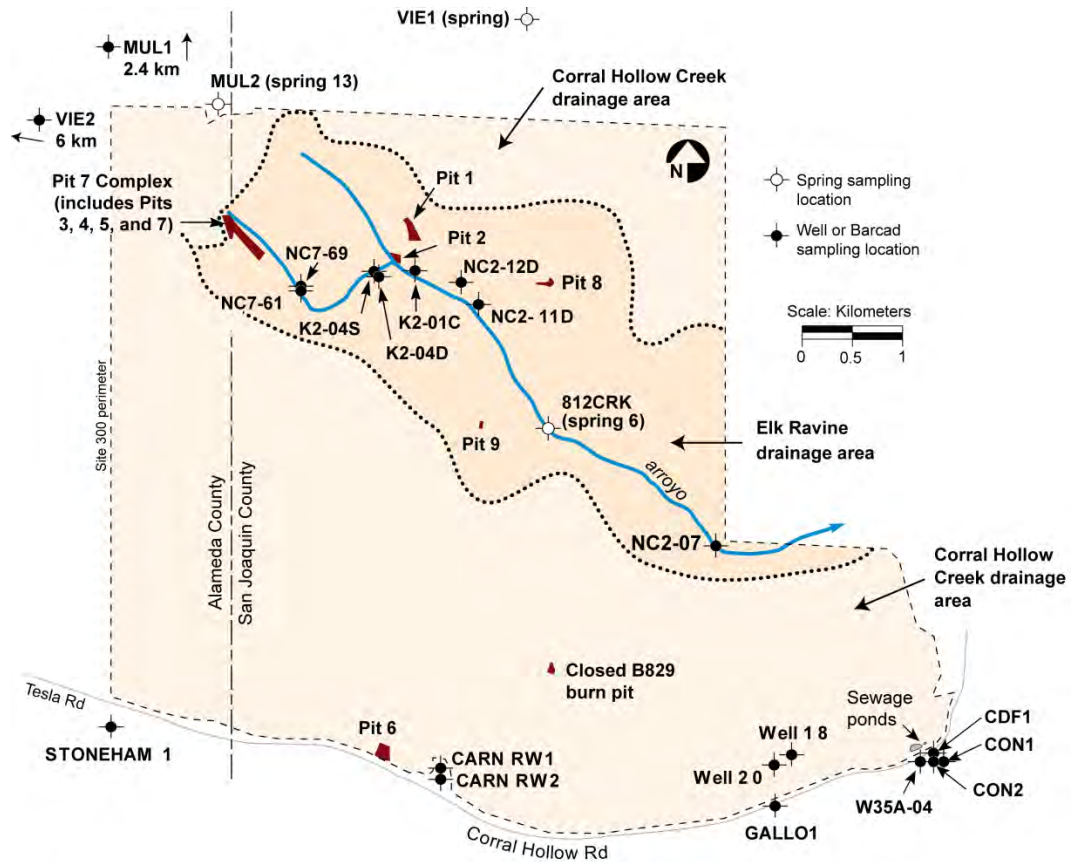 VIE1 (spring)
MUL1
2.4 km
MUL2 (spring 13)
Corral Hollow Creek
drainage area
VIE2
6 km
N
Pit 7 Complex
(includes Pits
3, 4, 5, and 7)
Pit 1
Pit 2
Spring sampling
location
Well or Barcad
sampling location
NC7-69
NC2-12D
Pit 8
NC7-61
K2-04S
K2-01C
NC2- 11D
K2-04D
Scale: Kilometers
0 0.5 1
Site 300 perimeter
812CRK
(spring 6)
Pit 9
Elk Ravine
drainage area
arroyo
Alameda County
San Joaquin County
NC2-07
Corral Hollow
Creek drainage
area
Closed B829
burn pit
Tesla Rd
STONEHAM 1
Pit 6
CARN RW1
CARN RW2
Well 18
Well 20
Sewage
ponds
CDF1
CON1
CON2
W35A-04
GALLO1
Corral Hollow Rd